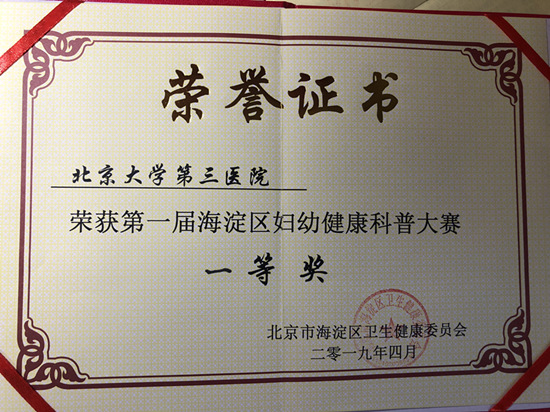 荣誉证书
北京大学第三医院
荣获第一届海淀区妇幼健康科普大赛
一等奖
北京市海淀区卫生健康委员会
二零一九年四月